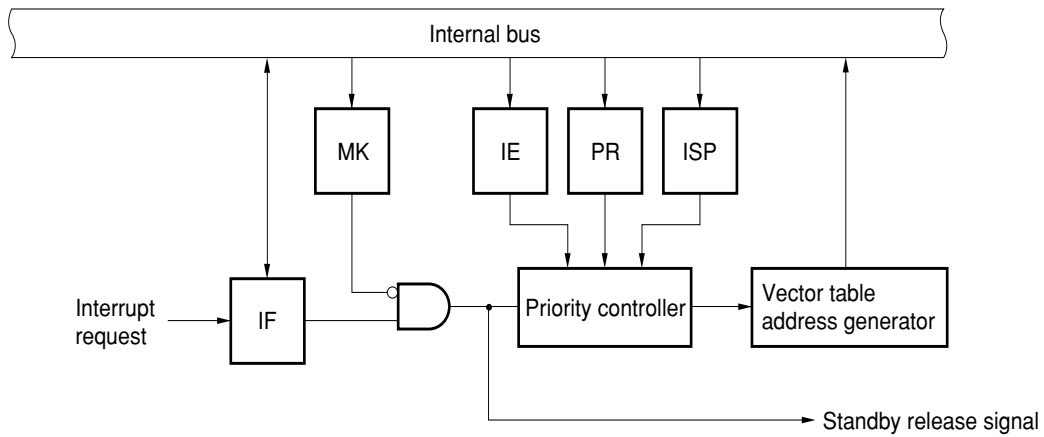 Internal bus
MK
IE
PR
ISP
Interrupt
request
IF
Priority controller
Vector table
address generator
Standby release signal